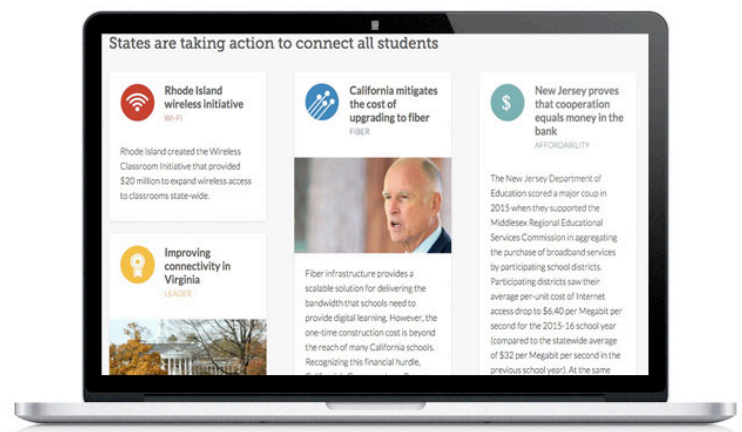 States are taking action to connect all students
Rhode Island
wireless initiative
WI-FI
Rhode Island created the Wireless
Classroom Initiative that provided
$20 million to expand wireless access
to classrooms state-wide.
Improving
connectivity in
Virginia
LEADER
California mitigates
the cost of
upgrading to fiber
FIBER
Fiber infrastructure provides a
scalable solution for delivering the
bandwidth that schools need to
provide digital learning. However, the
one-time construction cost is beyond
the reach of many California schools.
Recognizing this financial hurdle,
$
New Jersey proves
that cooperation
equals money in the
bank
AFFORDABILITY
The New Jersey Department of
Education scored a major coup in
2015 when they supported the
Middlesex Regional Educational
Services Commission in aggregating
the purchase of broadband services
by participating school districts.
Participating districts saw their
average per-unit cost of Internet
access drop to $6.40 per Megabit per
second for the 2015-16 school year
(compared to the statewide average
of $32 per Megabit per second in the
previous school year). At the same